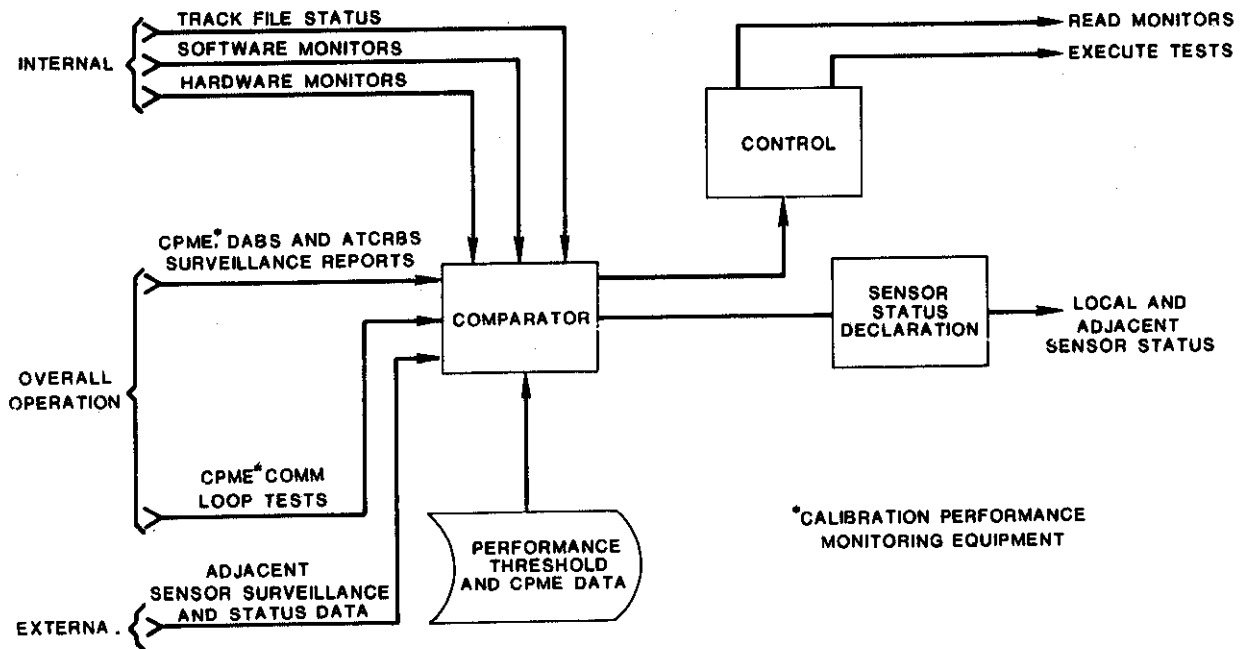 TRACK FILE STATUS
SOFTWARE MONITORS
HARDWARE MONITORS
INTERNAL
READ MONITORS
EXECUTE TESTS
CONTROL
CPME,* DABS AND ATCRBS
SURVEILLANCE REPORTS
COMPARATOR
SENSOR
STATUS
DECLARATION
LOCAL AND
ADJACENT
SENSOR STATUS
OVERALL
OPERATION
CPME* COMM
LOOP TESTS
PERFORMANCE
THRESHOLD
AND CPME DATA
*CALIBRATION PERFORMANCE
MONITORING EQUIPMENT
ADJACENT
SENSOR SURVEILLANCE
AND STATUS DATA
EXTERNA .